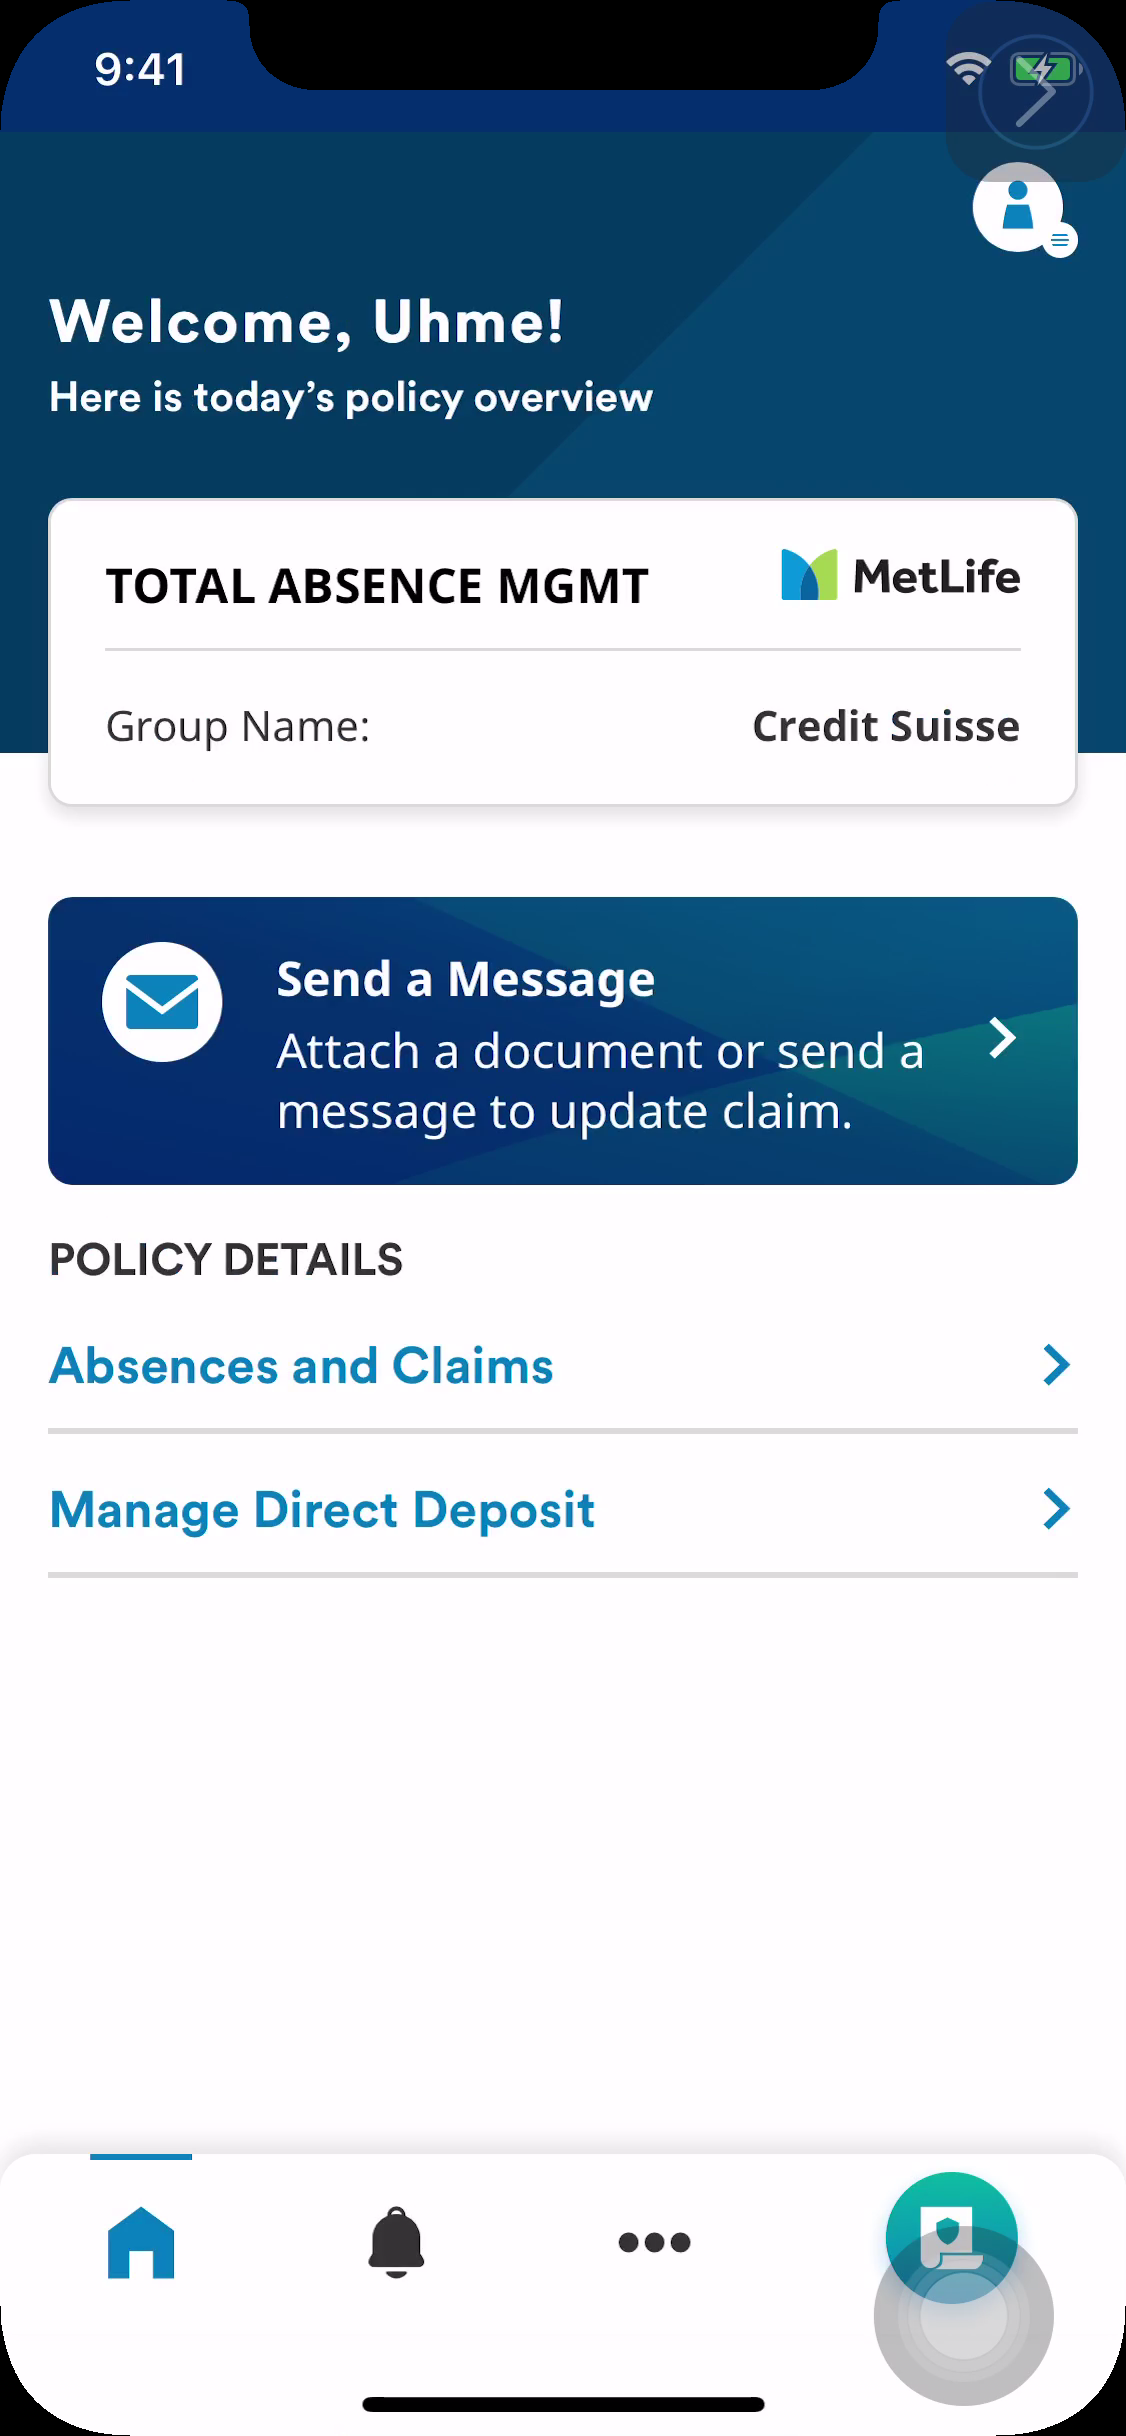 9:41
Welcome, Uhme!
Here is today’s policy overview
TOTAL ABSENCE MGMT
MetLife
Group Name:
Credit Suisse
Send a Message
Attach a document or send a
message to update claim.
POLICY DETAILS
Absences and Claims
Manage Direct Deposit